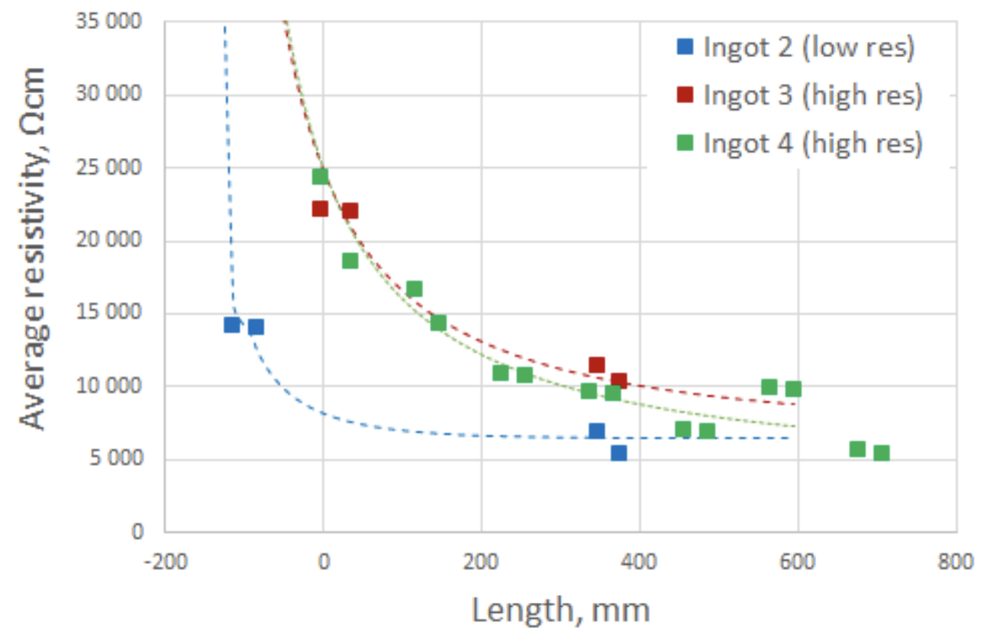 35 000
30 000
25 000
20 000
15 000
10 000
5 000
0
Average resistivity, Ωcm
Ingot 2 (low res)
Ingot 3 (high res)
Ingot 4 (high res)
-200 0 200 400 600 800
Length, mm